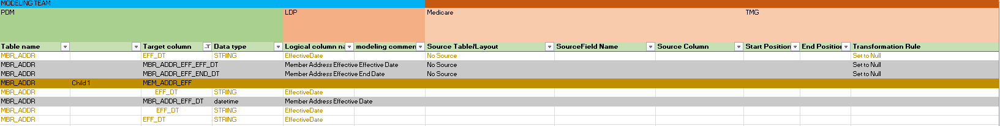 MODELING TEAM
PDM LDP Medicare TMG
Table name Target column Data type Logical column na modeling commen Source Table/Layout SourceField Name Source Column Start Position End Position Transformation Rule
MBR_ADDR EFF_DT STRING EffectiveDate No Source Set to Null
MBR_ADDR MBR_ADDR_EFF_EFF_DT Member Address Effective Effective Date No Source Set to Null
MBR_ADDR MBR_ADDR_EFF_END_DT Member Address Effective End Date No Source Set to Null
MBR_ADDR Child 1 MEM_ADDR_EFF
MBR_ADDR EFF_DT STRING EffectiveDate
MBR_ADDR MBR_ADDR_EFF_DT datetime Member Address Effective Date
MBR_ADDR EFF_DT STRING EffectiveDate
MBR_ADDR EFF_DT STRING EffectiveDate